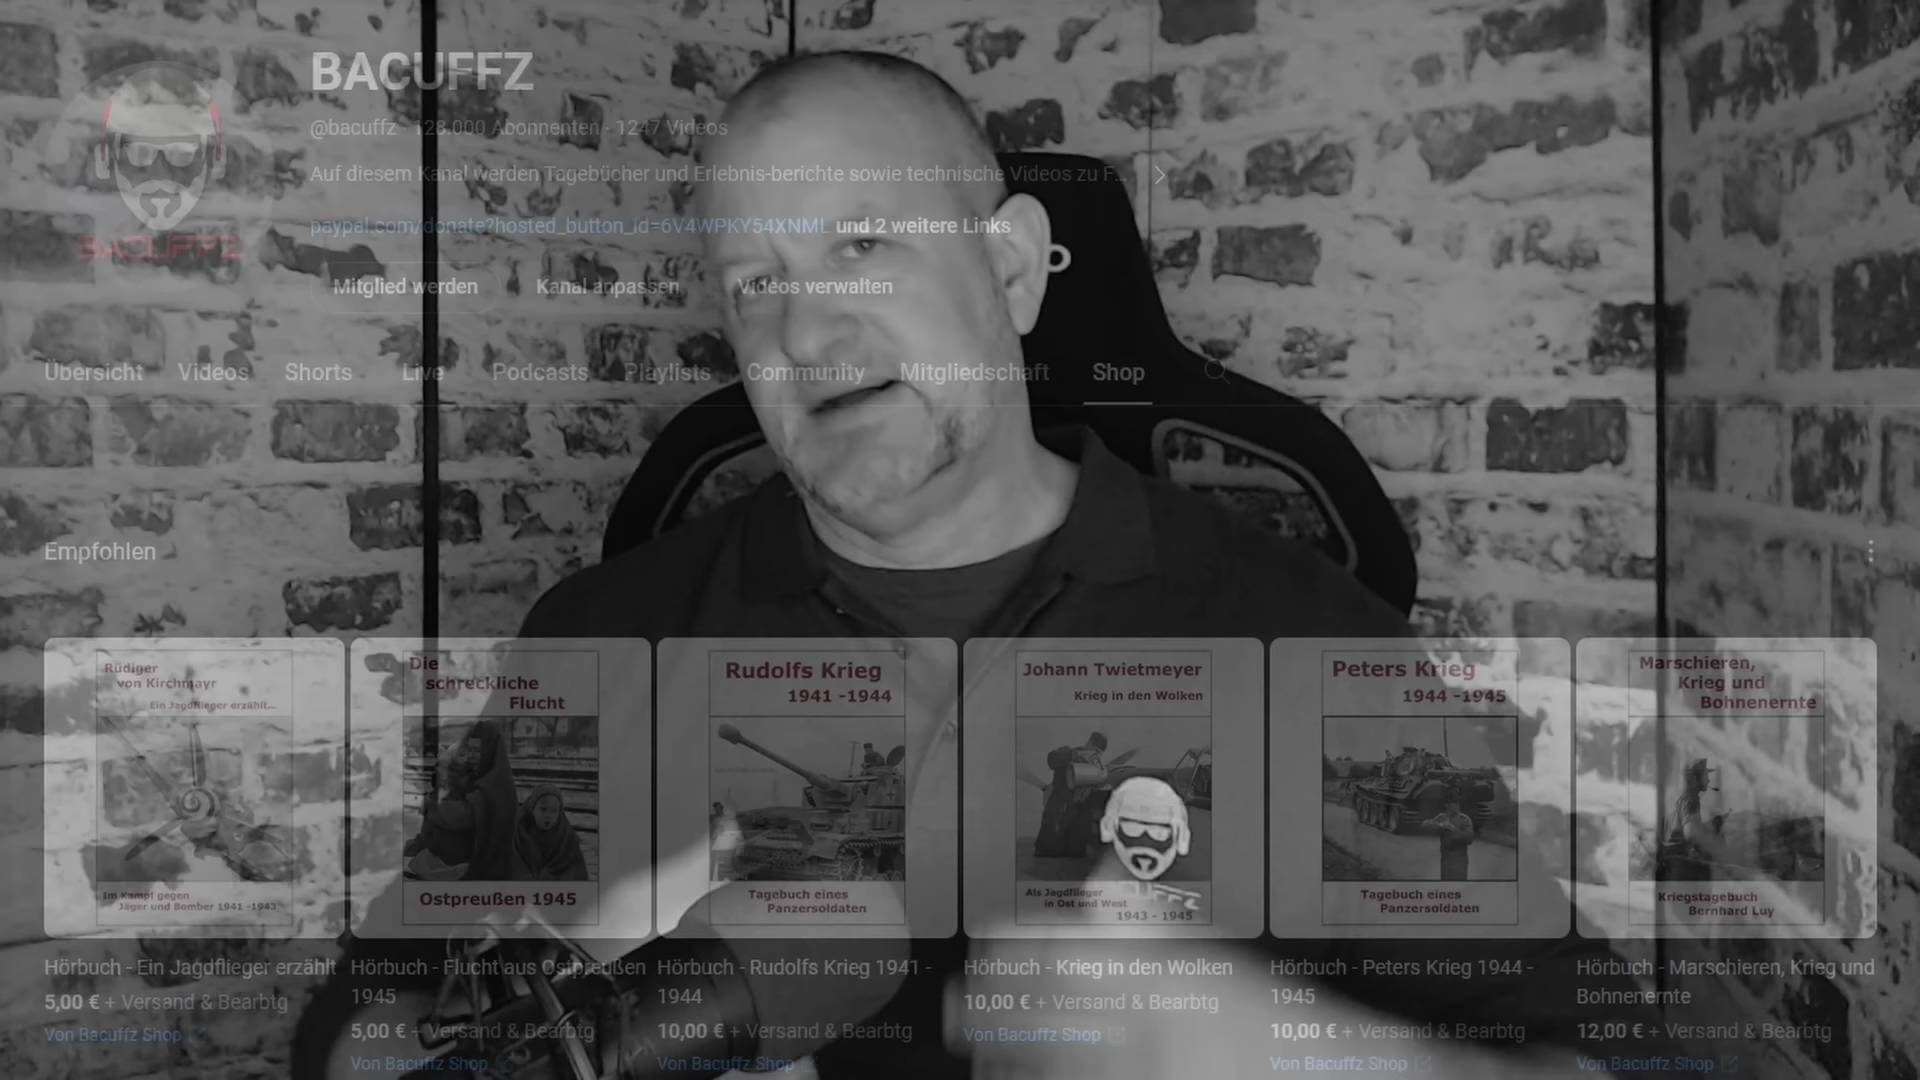 BACUFFZ
@bacuffz · 128.000 Abonnenten · 1247 Videos
Auf diesem Kanal werden Tagebücher und Erlebnis-berichte sowie technische Videos zu F...
paypal.com/donate?hosted_button_id=6V4WPKY54XNML und 2 weitere Links
BACUFFZ
Mitglied werden Kanal anpassen Videos verwalten
Übersicht Videos Shorts Live Podcasts Playlists Community Mitgliedschaft Shop
Empfohlen
Rüdiger
von Kirchmayr
Ein Jagdflieger erzählt...
Im Kampf gegen
Jäger und Bomber 1941 -1943
Hörbuch - Ein Jagdflieger erzählt
5,00 € + Versand & Bearbtg
Von Bacuffz Shop
Die
schreckliche
Flucht
Ostpreußen 1945
Hörbuch - Flucht aus Ostpreußen
1945
5,00 € + Versand & Bearbtg
Von Bacuffz Shop
Rudolfs Krieg
1941 -1944
Tagebuch eines
Panzersoldaten
Hörbuch - Rudolfs Krieg 1941 -
1944
10,00 € + Versand & Bearbtg
Von Bacuffz Shop
Johann Twietmeyer
Krieg in den Wolken
Als Jagdflieger
in Ost und West
1943 - 1945
Hörbuch - Krieg in den Wolken
10,00 € + Versand & Bearbtg
Von Bacuffz Shop
Peters Krieg
1944 -1945
Tagebuch eines
Panzersoldaten
Hörbuch - Peters Krieg 1944 -
1945
10,00 € + Versand & Bearbtg
Von Bacuffz Shop
Marschieren,
Krieg und
Bohnenernte
Kriegstagebuch
Bernhard Luy
Hörbuch - Marschieren, Krieg und
Bohnenernte
12,00 € + Versand & Bearbtg
Von Bacuffz Shop